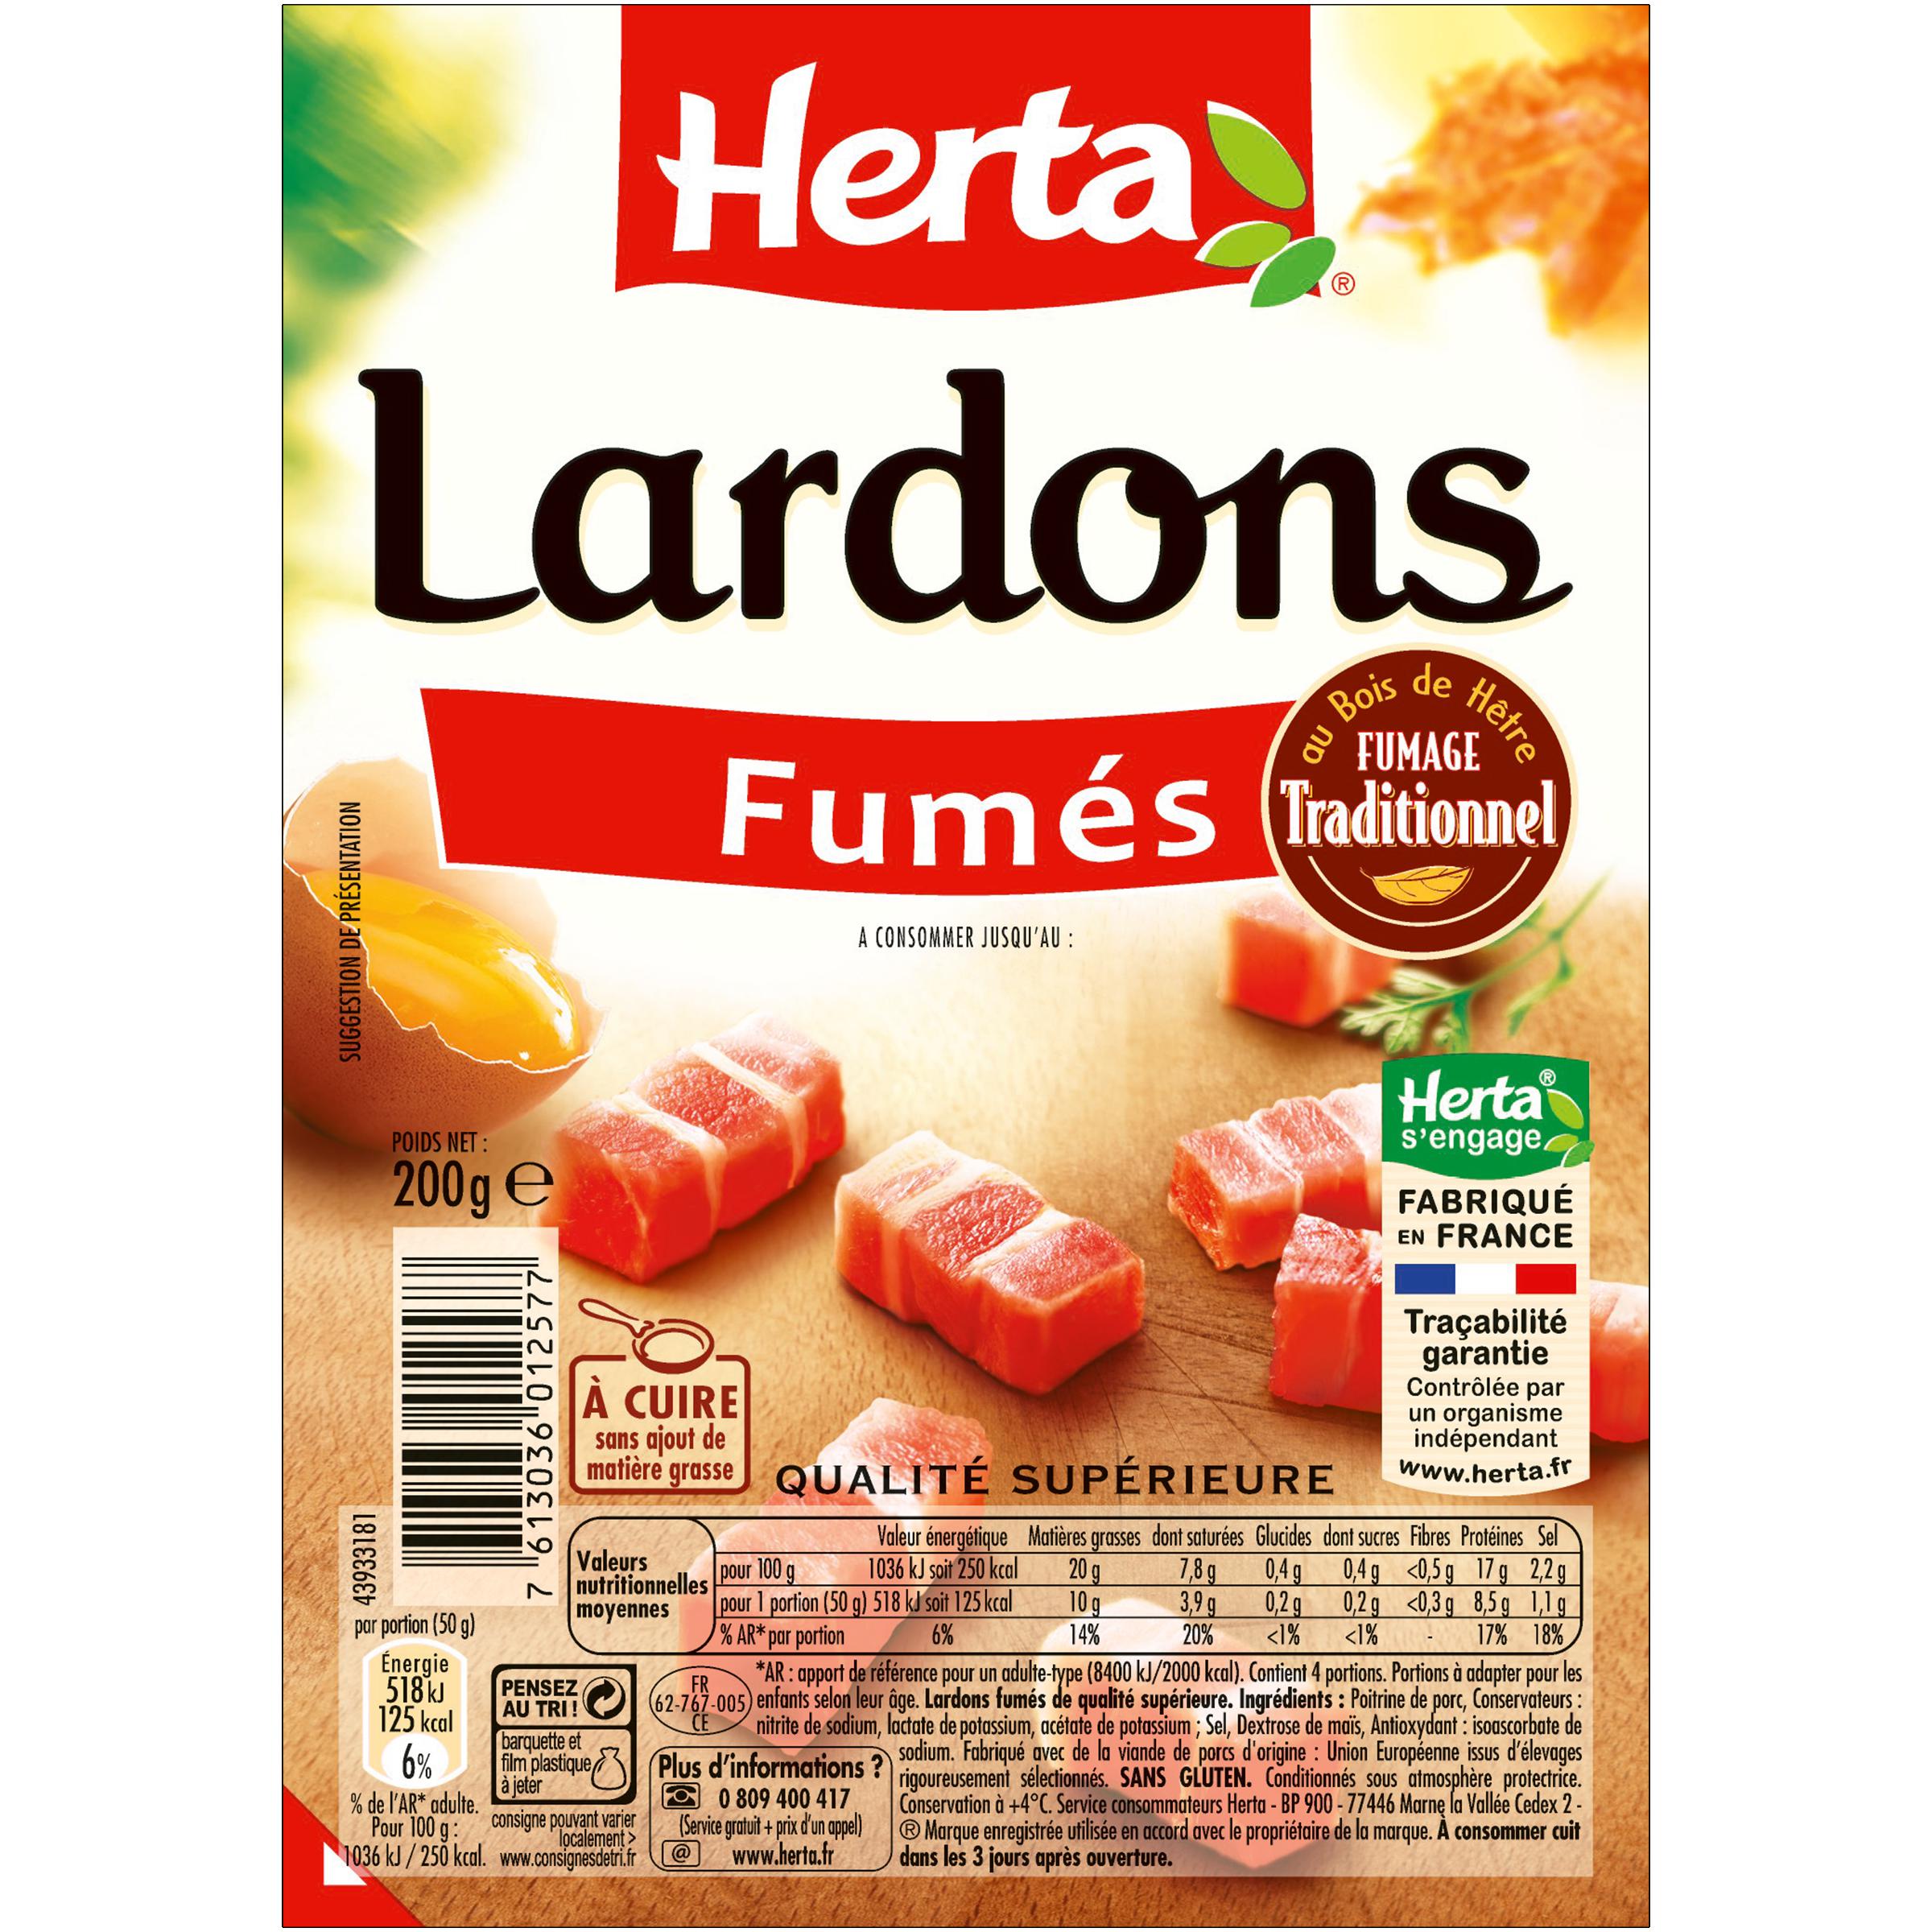 Herta
®
Lardons
Fumés
au Bois de Hêtre
FUMAGE
Traditionnel
SUGGESTION DE PRÉSENTATION
A CONSOMMER JUSQU'AU :
POIDS NET :
200g e
Herta®
s'engage
FABRIQUÉ
EN FRANCE
Traçabilité
garantie
Contrôlée par
un organisme
indépendant
www.herta.fr
7 613036 012577
À CUIRE
sans ajout de
matière grasse
QUALITÉ SUPÉRIEURE
43933181
Valeurs
nutritionnelles
moyennes
Valeur énergétique Matières grasses dont saturées Glucides dont sucres Fibres Protéines Sel
pour 100 g 1036 kJ soit 250 kcal 20 g 7,8 g 0,4 g 0,4 g <0,5 g 17 g 2,2 g
pour 1 portion (50 g) 518 kJ soit 125 kcal 10 g 3,9 g 0,2 g 0,2 g <0,3 g 8,5 g 1,1 g
% AR* par portion 6% 14% 20% <1% <1% - 17% 18%
par portion (50 g)
Énergie
518 kJ
125 kcal
6%
% de l'AR* adulte.
Pour 100 g :
1036 kJ / 250 kcal.
PENSEZ
AU TRI !
barquette et
film plastique
à jeter
consigne pouvant varier
localement >
www.consignesdetri.fr
FR
62-767-005
CE
Plus d'informations ?
0 809 400 417
(Service gratuit + prix d'un appel)
@ www.herta.fr
*AR : apport de référence pour un adulte-type (8400 kJ/2000 kcal). Contient 4 portions. Portions à adapter pour les
enfants selon leur âge. Lardons fumés de qualité supérieure. Ingrédients : Poitrine de porc, Conservateurs :
nitrite de sodium, lactate de potassium, acétate de potassium ; Sel, Dextrose de maïs, Antioxydant : isoascorbate de
sodium. Fabriqué avec de la viande de porcs d'origine : Union Européenne issus d'élevages
rigoureusement sélectionnés. SANS GLUTEN. Conditionnés sous atmosphère protectrice.
Conservation à +4°C. Service consommateurs Herta - BP 900 - 77446 Marne la Vallée Cedex 2 -
® Marque enregistrée utilisée en accord avec le propriétaire de la marque. À consommer cuit
dans les 3 jours après ouverture.